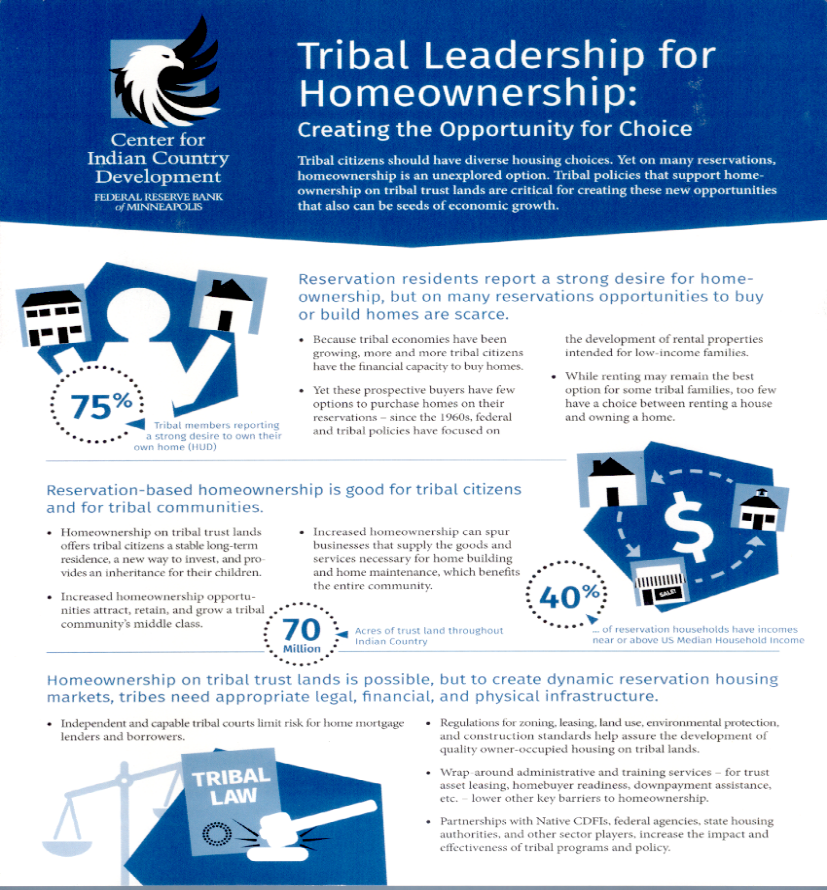 Center for
Indian Country
Development
FEDERAL RESERVE BANK
of MINNEAPOLIS
Tribal Leadership for
Homeownership:
Creating the Opportunity for Choice
Tribal citizens should have diverse housing choices. Yet on many reservations,
homeownership is an unexplored option. Tribal policies that support home-
ownership on tribal trust lands are critical for creating these new opportunities
that also can be seeds of economic growth.
75%
Tribal members reporting
a strong desire to own their
own home (HUD)
Reservation residents report a strong desire for home-
ownership, but on many reservations opportunities to buy
or build homes are scarce.
• Because tribal economies have been
growing, more and more tribal citizens
have the financial capacity to buy homes.
• Yet these prospective buyers have few
options to purchase homes on their
reservations – since the 1960s, federal
and tribal policies have focused on
the development of rental properties
intended for low-income families.
• While renting may remain the best
option for some tribal families, too few
have a choice between renting a house
and owning a home.
Reservation-based homeownership is good for tribal citizens
and for tribal communities.
• Homeownership on tribal trust lands
offers tribal citizens a stable long-term
residence, a new way to invest, and pro-
vides an inheritance for their children.
• Increased homeownership opportu-
nities attract, retain, and grow a tribal
community's middle class.
• Increased homeownership can spur
businesses that supply the goods and
services necessary for home building
and home maintenance, which benefits
the entire community.
70
Million
Acres of trust land throughout
Indian Country
$
SALE!
40%
... of reservation households have incomes
near or above US Median Household Income
Homeownership on tribal trust lands is possible, but to create dynamic reservation housing
markets, tribes need appropriate legal, financial, and physical infrastructure.
• Independent and capable tribal courts limit risk for home mortgage
lenders and borrowers.
TRIBAL
LAW
• Regulations for zoning, leasing, land use, environmental protection,
and construction standards help assure the development of
quality owner-occupied housing on tribal lands.
• Wrap-around administrative and training services – for trust
asset leasing, homebuyer readiness, downpayment assistance,
etc. – lower other key barriers to homeownership.
• Partnerships with Native CDFIs, federal agencies, state housing
authorities, and other sector players, increase the impact and
effectiveness of tribal programs and policy.